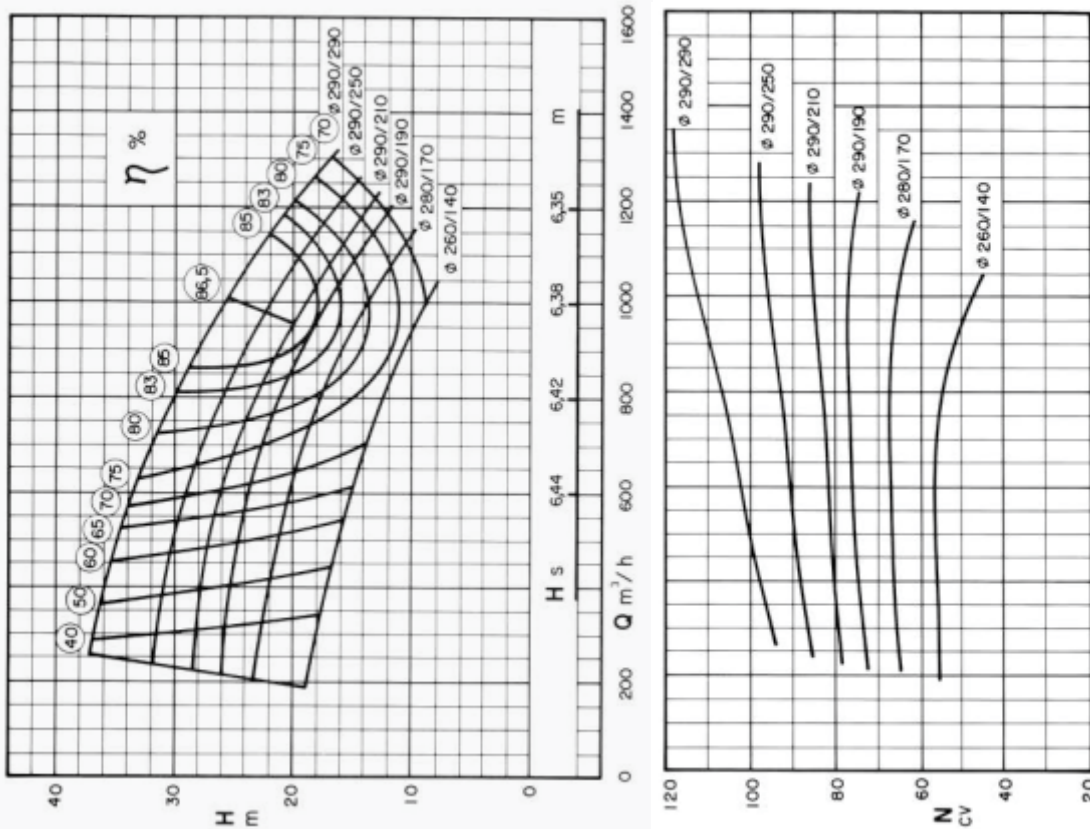 η %
40
50
60
65
70
75
80
83
85
86,5
85
83
80
75
70
Ø 290/290
Ø 290/250
Ø 290/210
Ø 290/190
Ø 280/170
Ø 260/140
H
m
40
30
20
10
0
H s
6,44
6,42
6,38
6,35
m
Q m³/h
0
200
400
600
800
1000
1200
1400
1600
Ø 290/290
Ø 290/250
Ø 290/210
Ø 290/190
Ø 280/170
Ø 260/140
N
CV
120
100
80
60
40
20